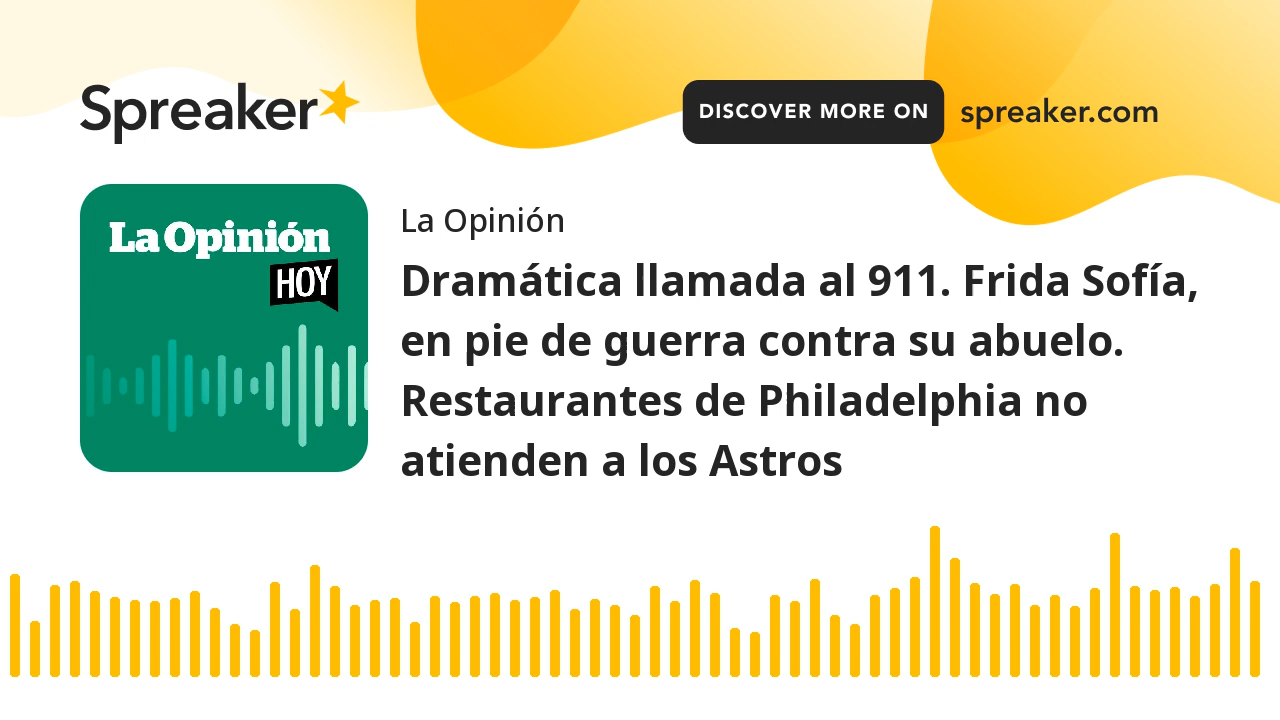 Spreaker
DISCOVER MORE ON
spreaker.com
La Opinión
HOY
La Opinión
Dramática llamada al 911. Frida Sofía,
en pie de guerra contra su abuelo.
Restaurantes de Philadelphia no
atienden a los Astros